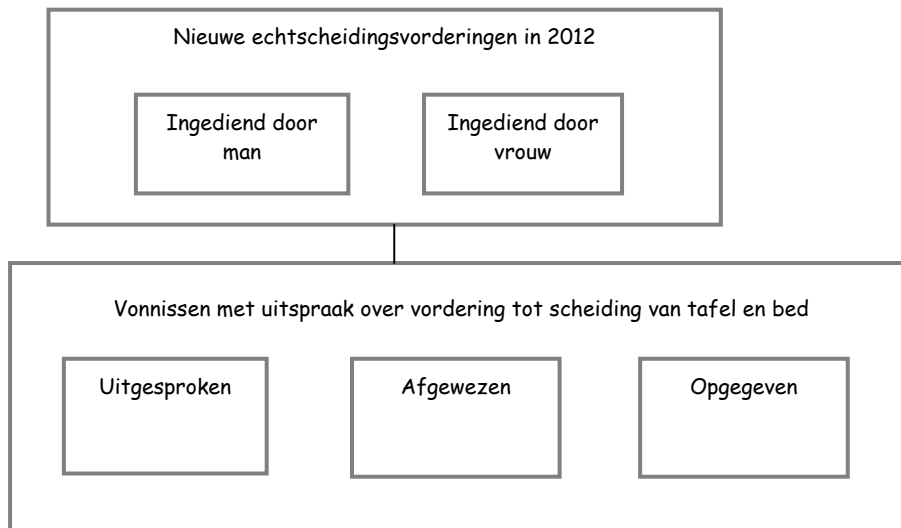 Nieuwe echtscheidingsvorderingen in 2012
Ingediend door
man
Ingediend door
vrouw
Vonnissen met uitspraak over vordering tot scheiding van tafel en bed
Uitgesproken
Afgewezen
Opgegeven